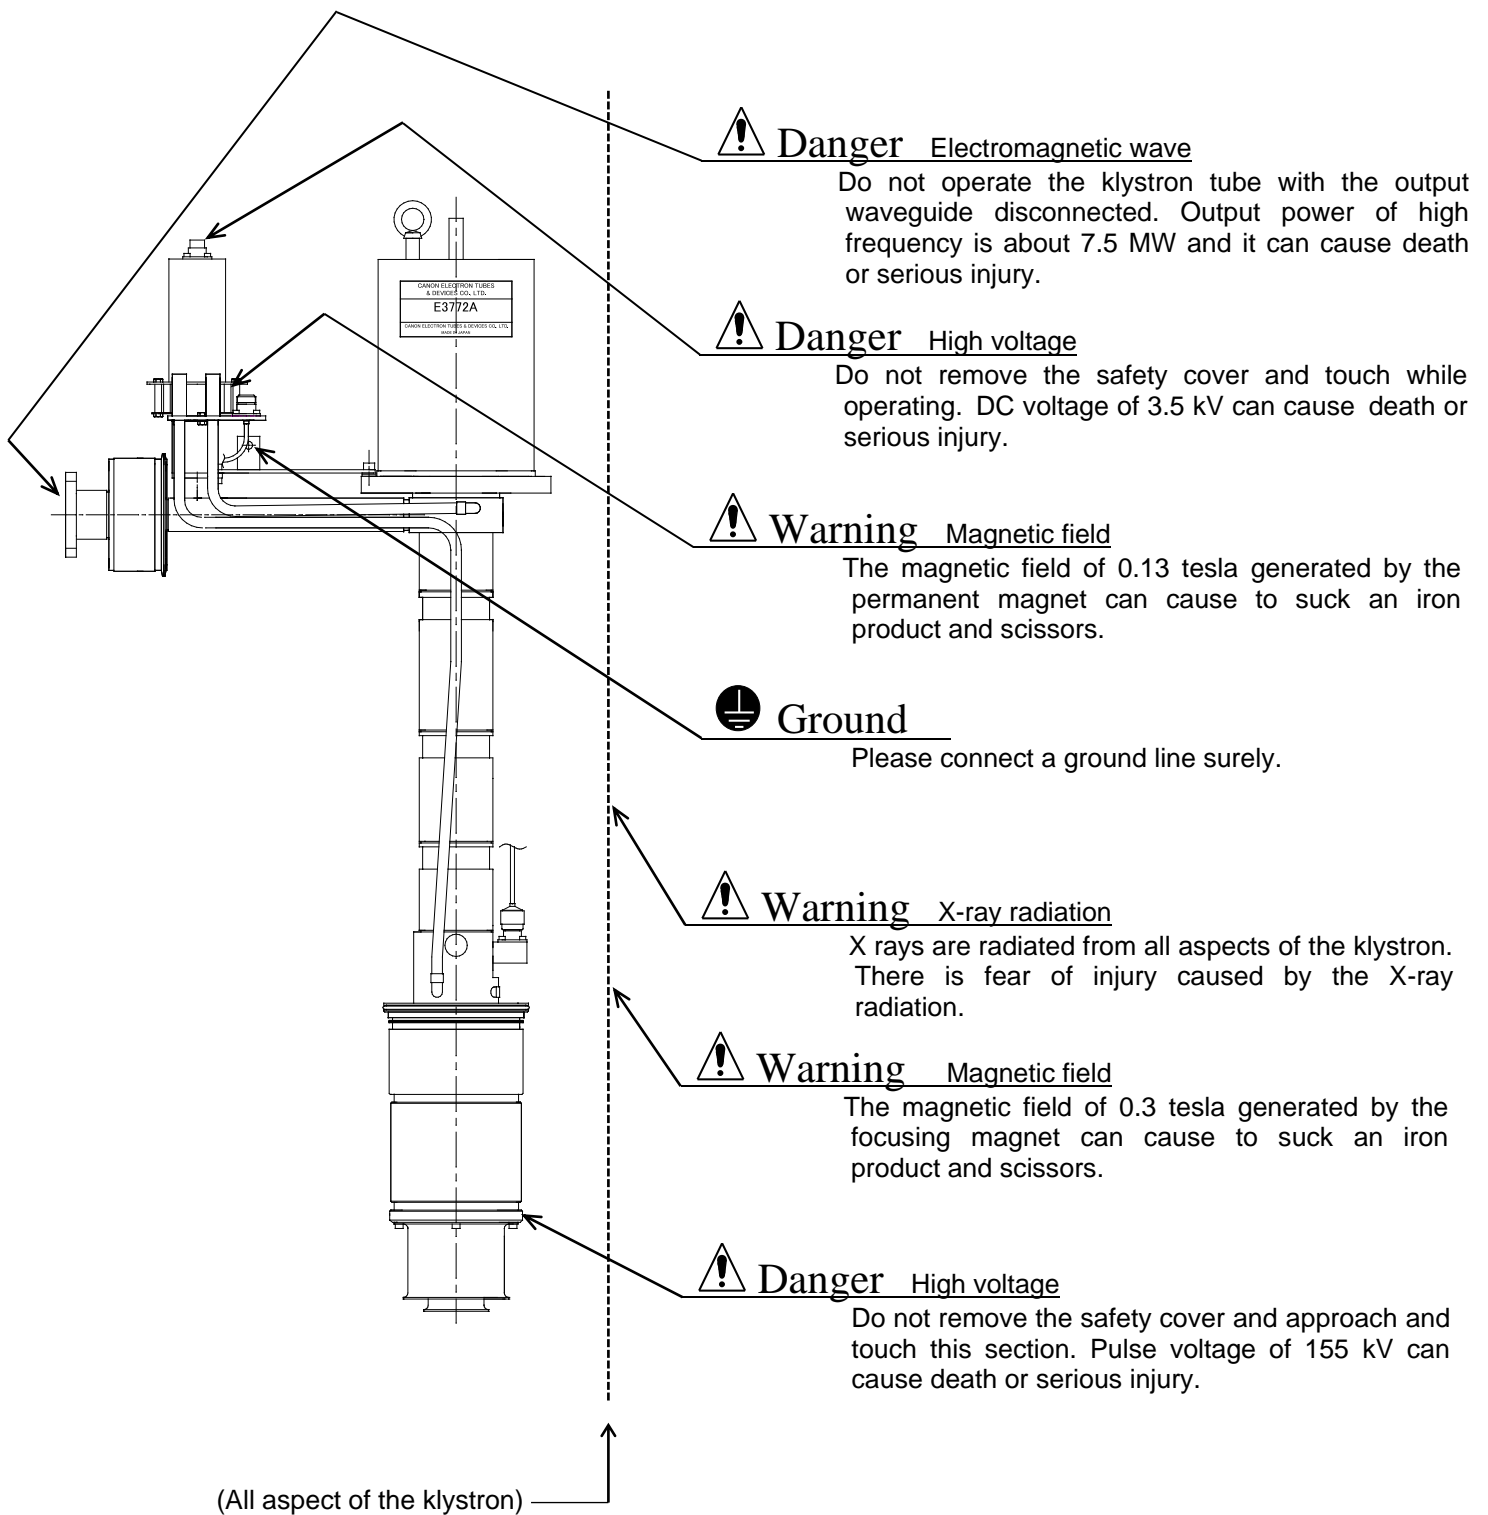 Danger Electromagnetic wave
Do not operate the klystron tube with the output
waveguide disconnected. Output power of high
frequency is about 7.5 MW and it can cause death
or serious injury.
CANON ELECTRON TUBES
& DEVICES CO., LTD.
E3772A
CANON ELECTRON TUBES & DEVICES CO., LTD.
MADE IN JAPAN
Danger High voltage
Do not remove the safety cover and touch while
operating. DC voltage of 3.5 kV can cause death or
serious injury.
Warning Magnetic field
The magnetic field of 0.13 tesla generated by the
permanent magnet can cause to suck an iron
product and scissors.
Ground
Please connect a ground line surely.
Warning X-ray radiation
X rays are radiated from all aspects of the klystron.
There is fear of injury caused by the X-ray
radiation.
Warning Magnetic field
The magnetic field of 0.3 tesla generated by the
focusing magnet can cause to suck an iron
product and scissors.
Danger High voltage
Do not remove the safety cover and approach and
touch this section. Pulse voltage of 155 kV can
cause death or serious injury.
(All aspect of the klystron)